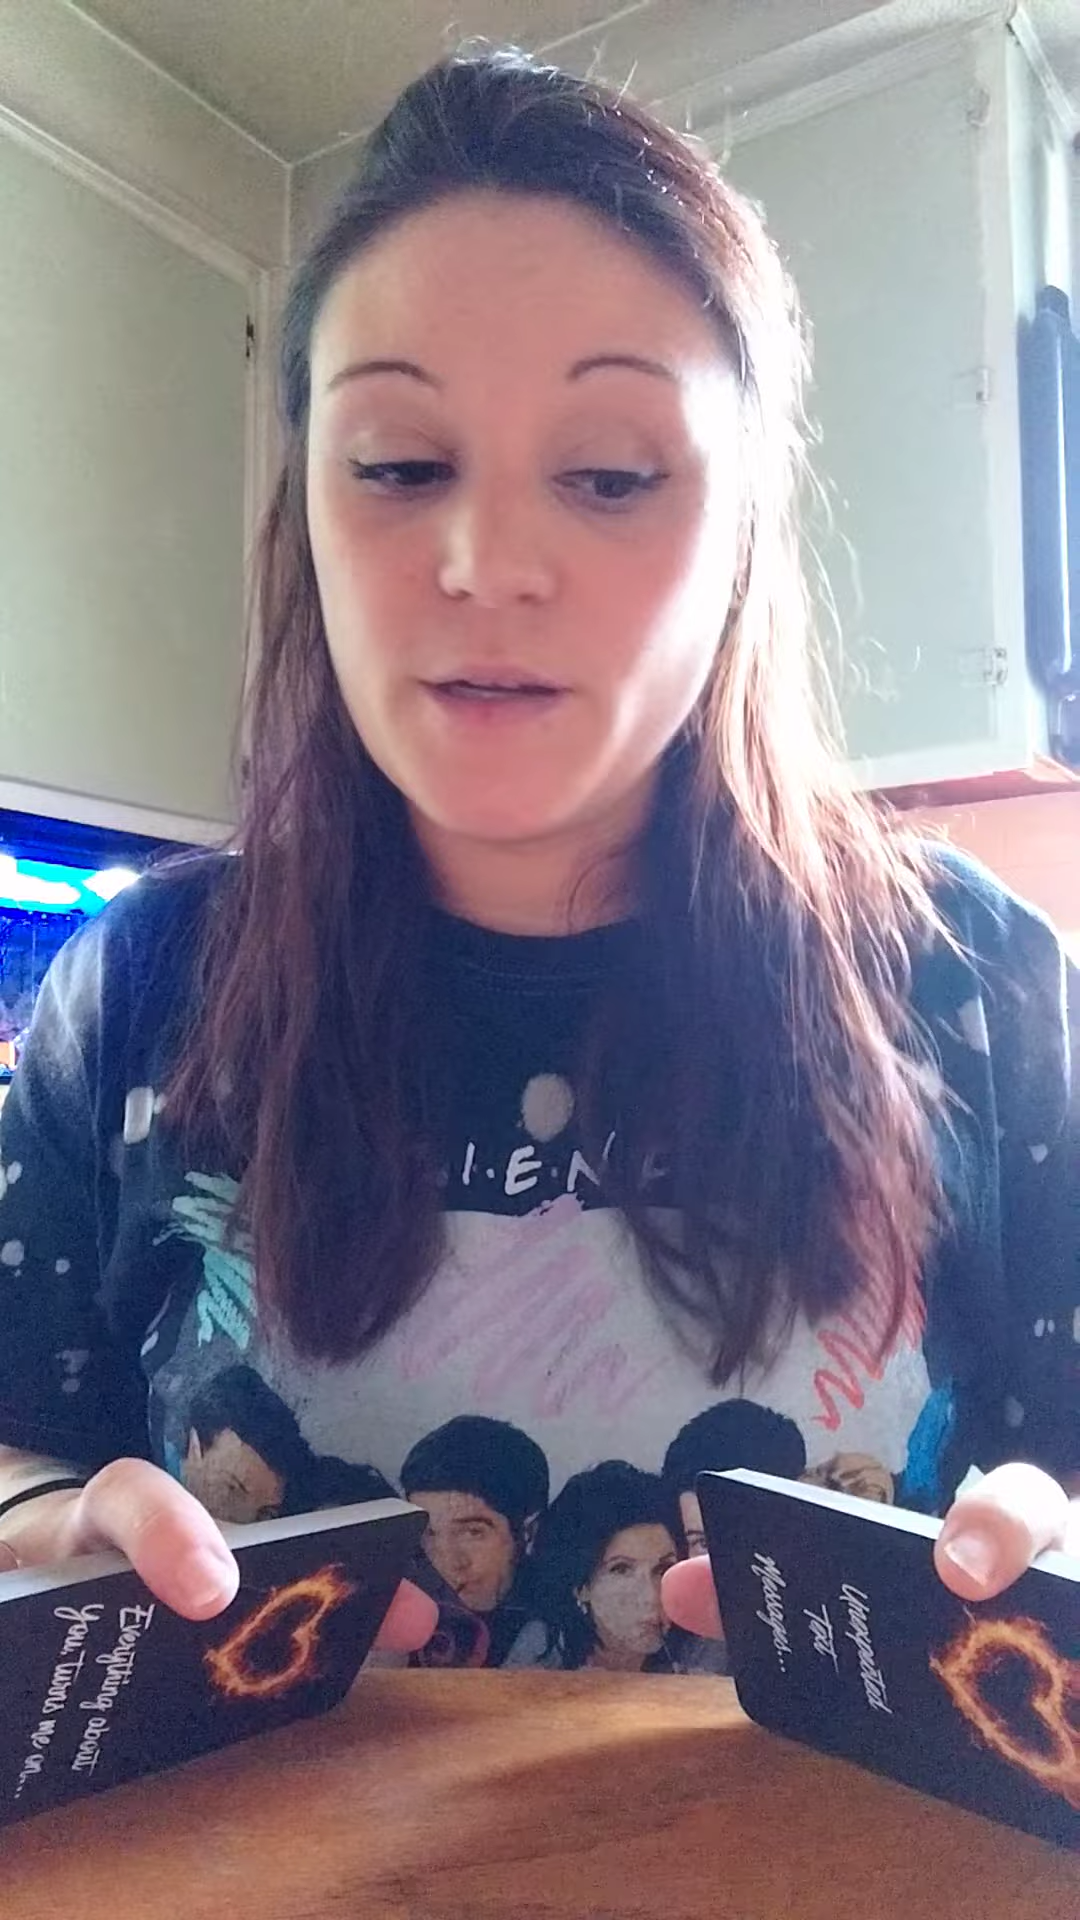 I.E.N
Everything about
You. Turns me on...
Unexpected
Text
Messages...